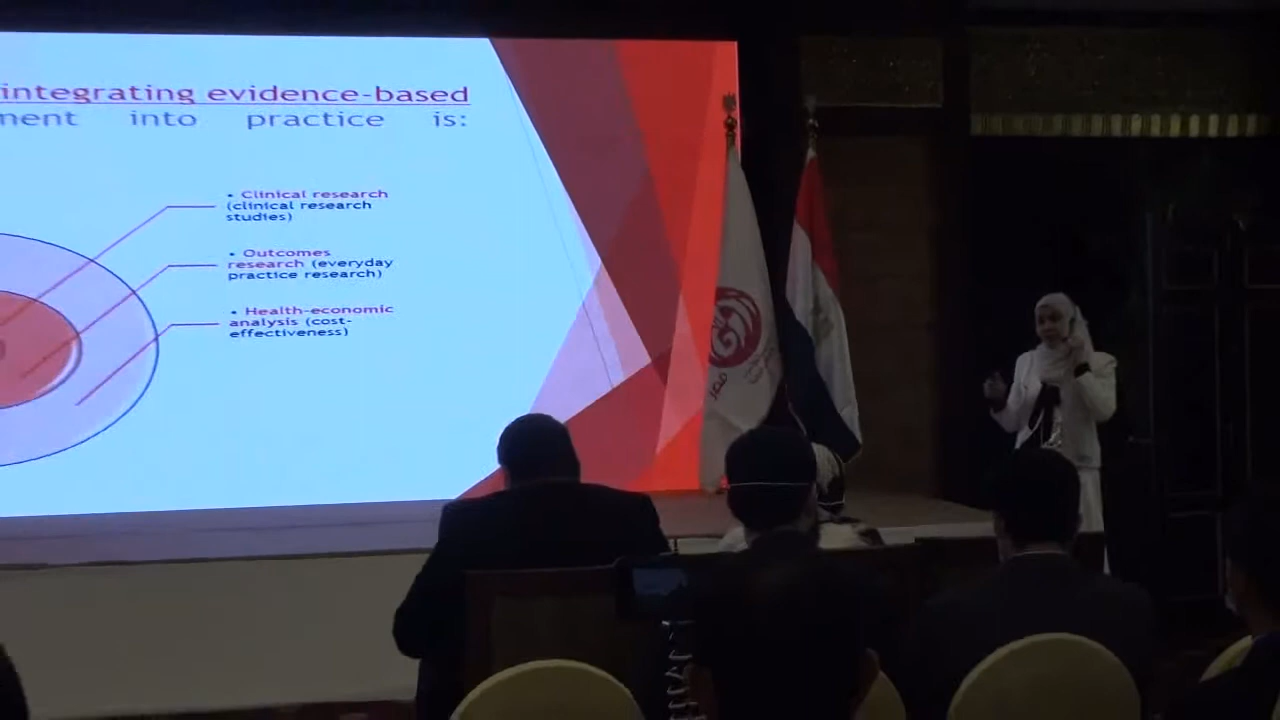 integrating evidence-based
ment into practice is:
• Clinical research
(clinical research
studies)
• Outcomes
research (everyday
practice research)
• Health-economic
analysis (cost-
effectiveness)
مصر